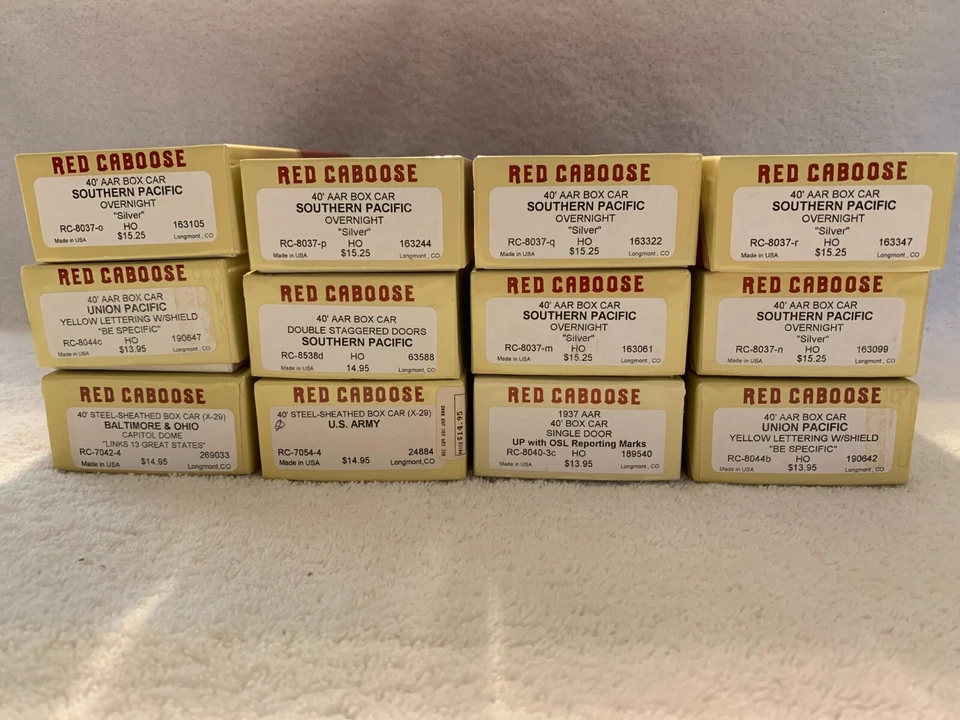 RED CABOOSE
40' AAR BOX CAR
SOUTHERN PACIFIC
OVERNIGHT
"Silver"
RC-8037-o HO 163105
$15.25
Made in USA Longmont, CO
RED CABOOSE
40' AAR BOX CAR
SOUTHERN PACIFIC
OVERNIGHT
"Silver"
RC-8037-p HO 163244
$15.25
Made in USA Longmont, CO
RED CABOOSE
40' AAR BOX CAR
SOUTHERN PACIFIC
OVERNIGHT
"Silver"
RC-8037-q HO 163322
$15.25
Made in USA Longmont, CO
RED CABOOSE
40' AAR BOX CAR
SOUTHERN PACIFIC
OVERNIGHT
"Silver"
RC-8037-r HO 163347
$15.25
Made in USA Longmont, CO
RED CABOOSE
40' AAR BOX CAR
UNION PACIFIC
YELLOW LETTERING W/SHIELD
"BE SPECIFIC"
RC-8044c HO 190647
$13.95
Made in USA Longmont, CO
RED CABOOSE
40' AAR BOX CAR
DOUBLE STAGGERED DOORS
SOUTHERN PACIFIC
RC-8538d HO 63588
14.95
Made in USA Longmont, CO
RED CABOOSE
40' AAR BOX CAR
SOUTHERN PACIFIC
OVERNIGHT
"Silver"
RC-8037-m HO 163061
$15.25
Made in USA Longmont, CO
RED CABOOSE
40' AAR BOX CAR
SOUTHERN PACIFIC
OVERNIGHT
"Silver"
RC-8037-n HO 163099
$15.25
Made in USA Longmont, CO
RED CABOOSE
40' STEEL-SHEATHED BOX CAR (X-29)
BALTIMORE & OHIO
CAPITOL DOME
"LINKS 13 GREAT STATES"
RC-7042-4 269033
$14.95
Made in USA Longmont, CO
RED CABOOSE
40' STEEL-SHEATHED BOX CAR (X-29)
U.S. ARMY
RC-7054-4 24884
$14.95
Made in USA Longmont, CO
$14.95
RED CABOOSE
1937 AAR
40' BOX CAR
SINGLE DOOR
UP with OSL Reporting Marks
RC-8040-3c HO 189540
$13.95
Made in USA Longmont, CO
RED CABOOSE
40' AAR BOX CAR
UNION PACIFIC
YELLOW LETTERING W/SHIELD
"BE SPECIFIC"
RC-8044b HO 190642
$13.95
Made in USA Longmont, CO